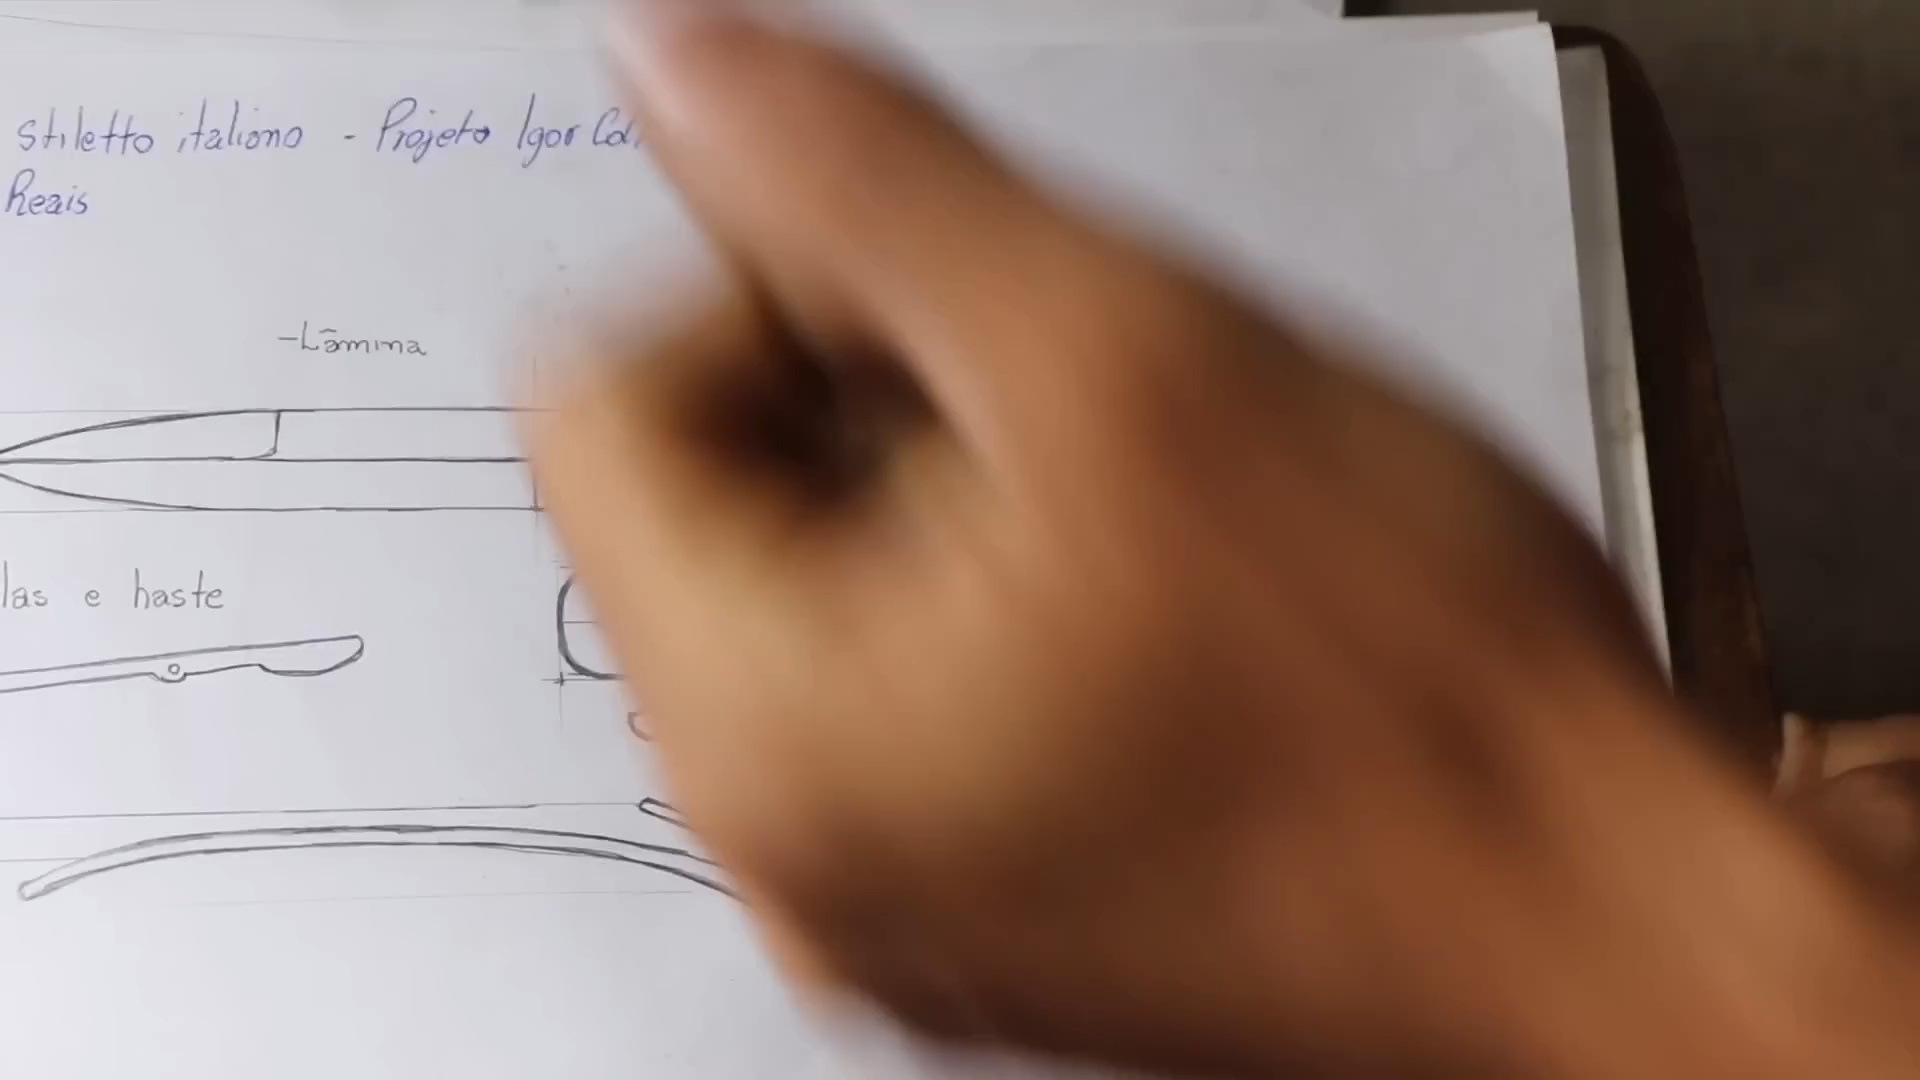 stiletto italiano - Projeto Igor
Reais
-Lâmina
las e haste